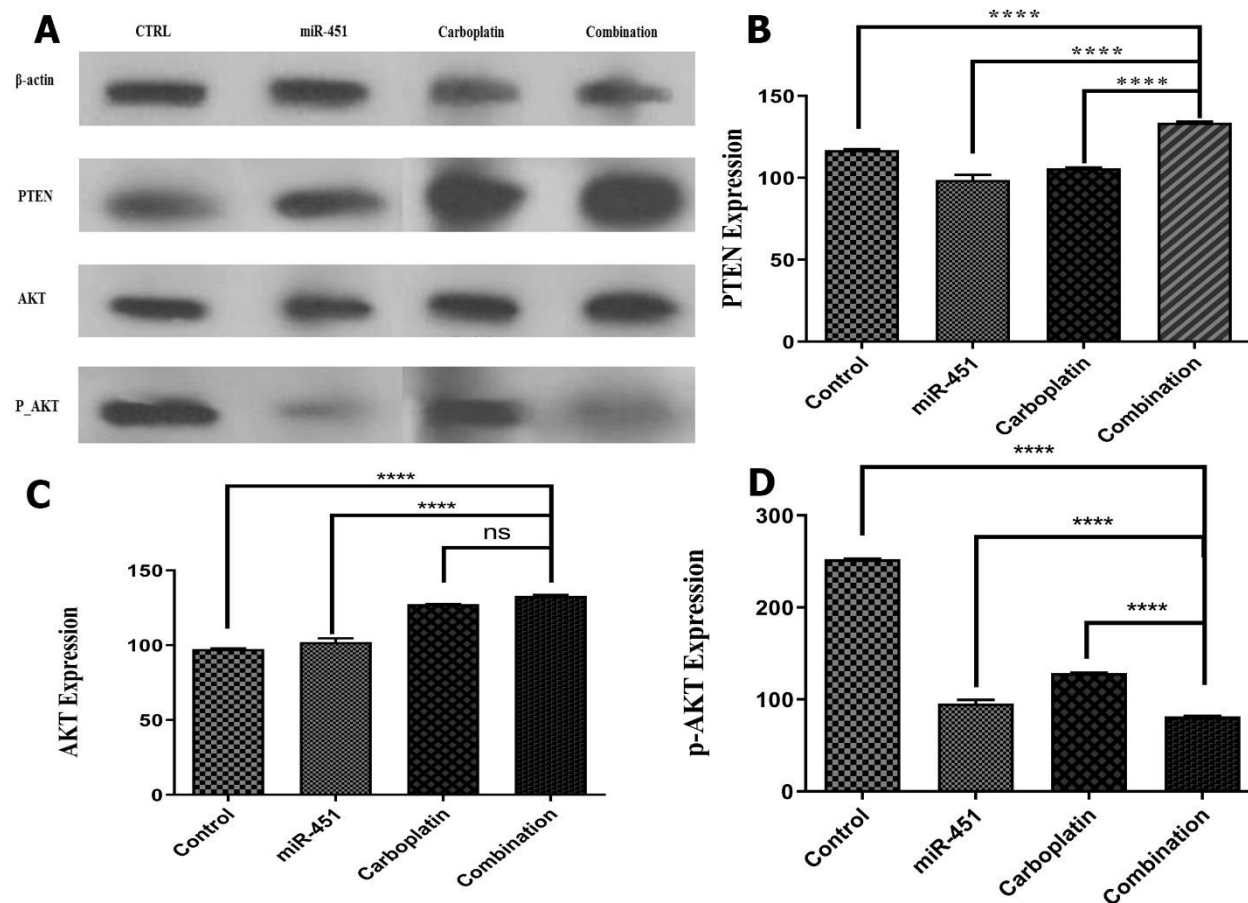 A
CTRL miR-451 Carboplatin Combination
β-actin
PTEN
AKT
P_AKT
B
****
****
****
PTEN Expression
150
100
50
0
Control miR-451 Carboplatin Combination
C
****
****
ns
AKT Expression
150
100
50
0
Control miR-451 Carboplatin Combination
D
****
****
****
p-AKT Expression
300
200
100
0
Control miR-451 Carboplatin Combination